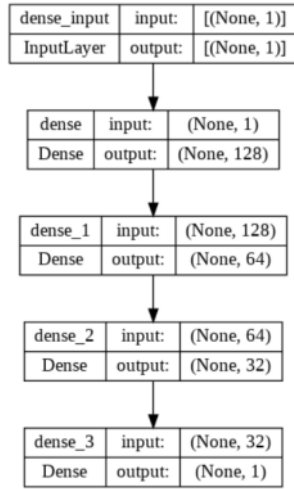 dense_input input: [(None, 1)]
InputLayer output: [(None, 1)]
dense input: (None, 1)
Dense output: (None, 128)
dense_1 input: (None, 128)
Dense output: (None, 64)
dense_2 input: (None, 64)
Dense output: (None, 32)
dense_3 input: (None, 32)
Dense output: (None, 1)